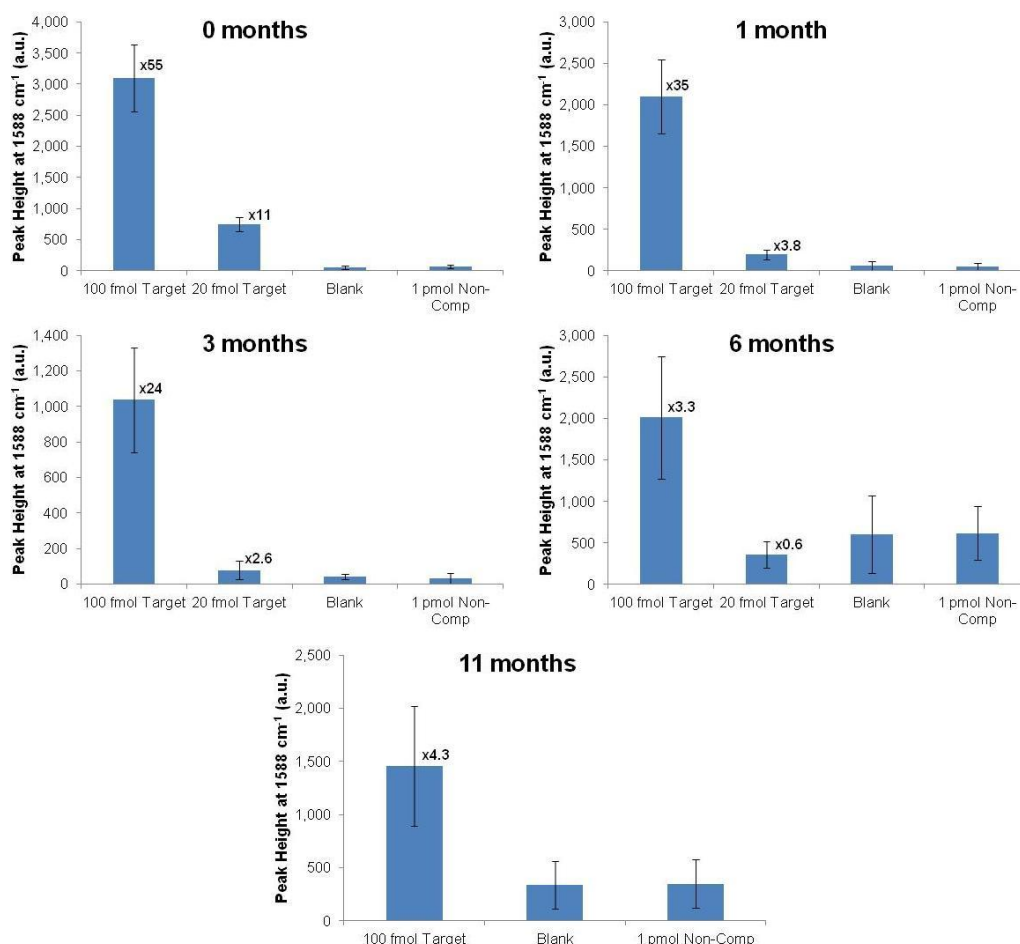 0 months
Peak Height at 1588 cm⁻¹ (a.u.)
4,000
3,500
3,000
2,500
2,000
1,500
1,000
500
0
x55
x11
100 fmol Target 20 fmol Target Blank 1 pmol Non-
Comp
1 month
Peak Height at 1588 cm⁻¹ (a.u.)
3,000
2,500
2,000
1,500
1,000
500
0
x35
x3.8
100 fmol Target 20 fmol Target Blank 1 pmol Non-
Comp
3 months
Peak Height at 1588 cm⁻¹ (a.u.)
1,400
1,200
1,000
800
600
400
200
0
x24
x2.6
100 fmol Target 20 fmol Target Blank 1 pmol Non-
Comp
6 months
Peak Height at 1588 cm⁻¹ (a.u.)
3,000
2,500
2,000
1,500
1,000
500
0
x3.3
x0.6
100 fmol Target 20 fmol Target Blank 1 pmol Non-
Comp
11 months
Peak Height at 1588 cm⁻¹ (a.u.)
2,500
2,000
1,500
1,000
500
0
x4.3
100 fmol Target Blank 1 pmol Non-Comp